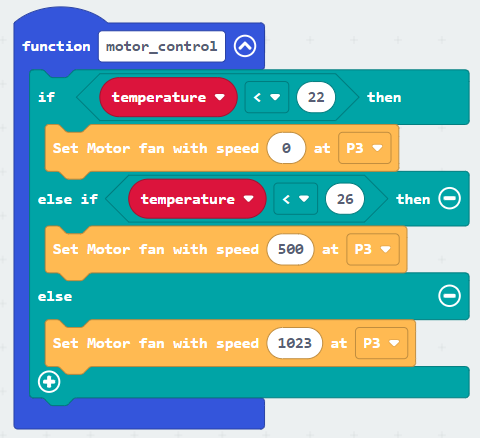 function motor_control
if temperature < 22 then
Set Motor fan with speed 0 at P3
else if temperature < 26 then
Set Motor fan with speed 500 at P3
else
Set Motor fan with speed 1023 at P3